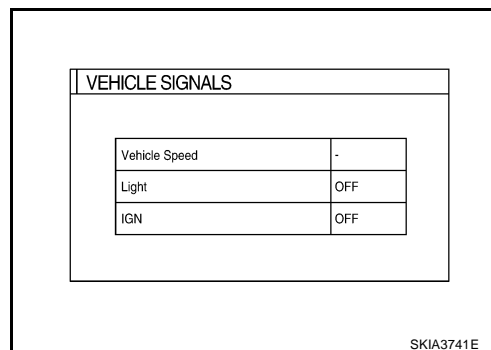 VEHICLE SIGNALS
Vehicle Speed -
Light OFF
IGN OFF
SKIA3741E